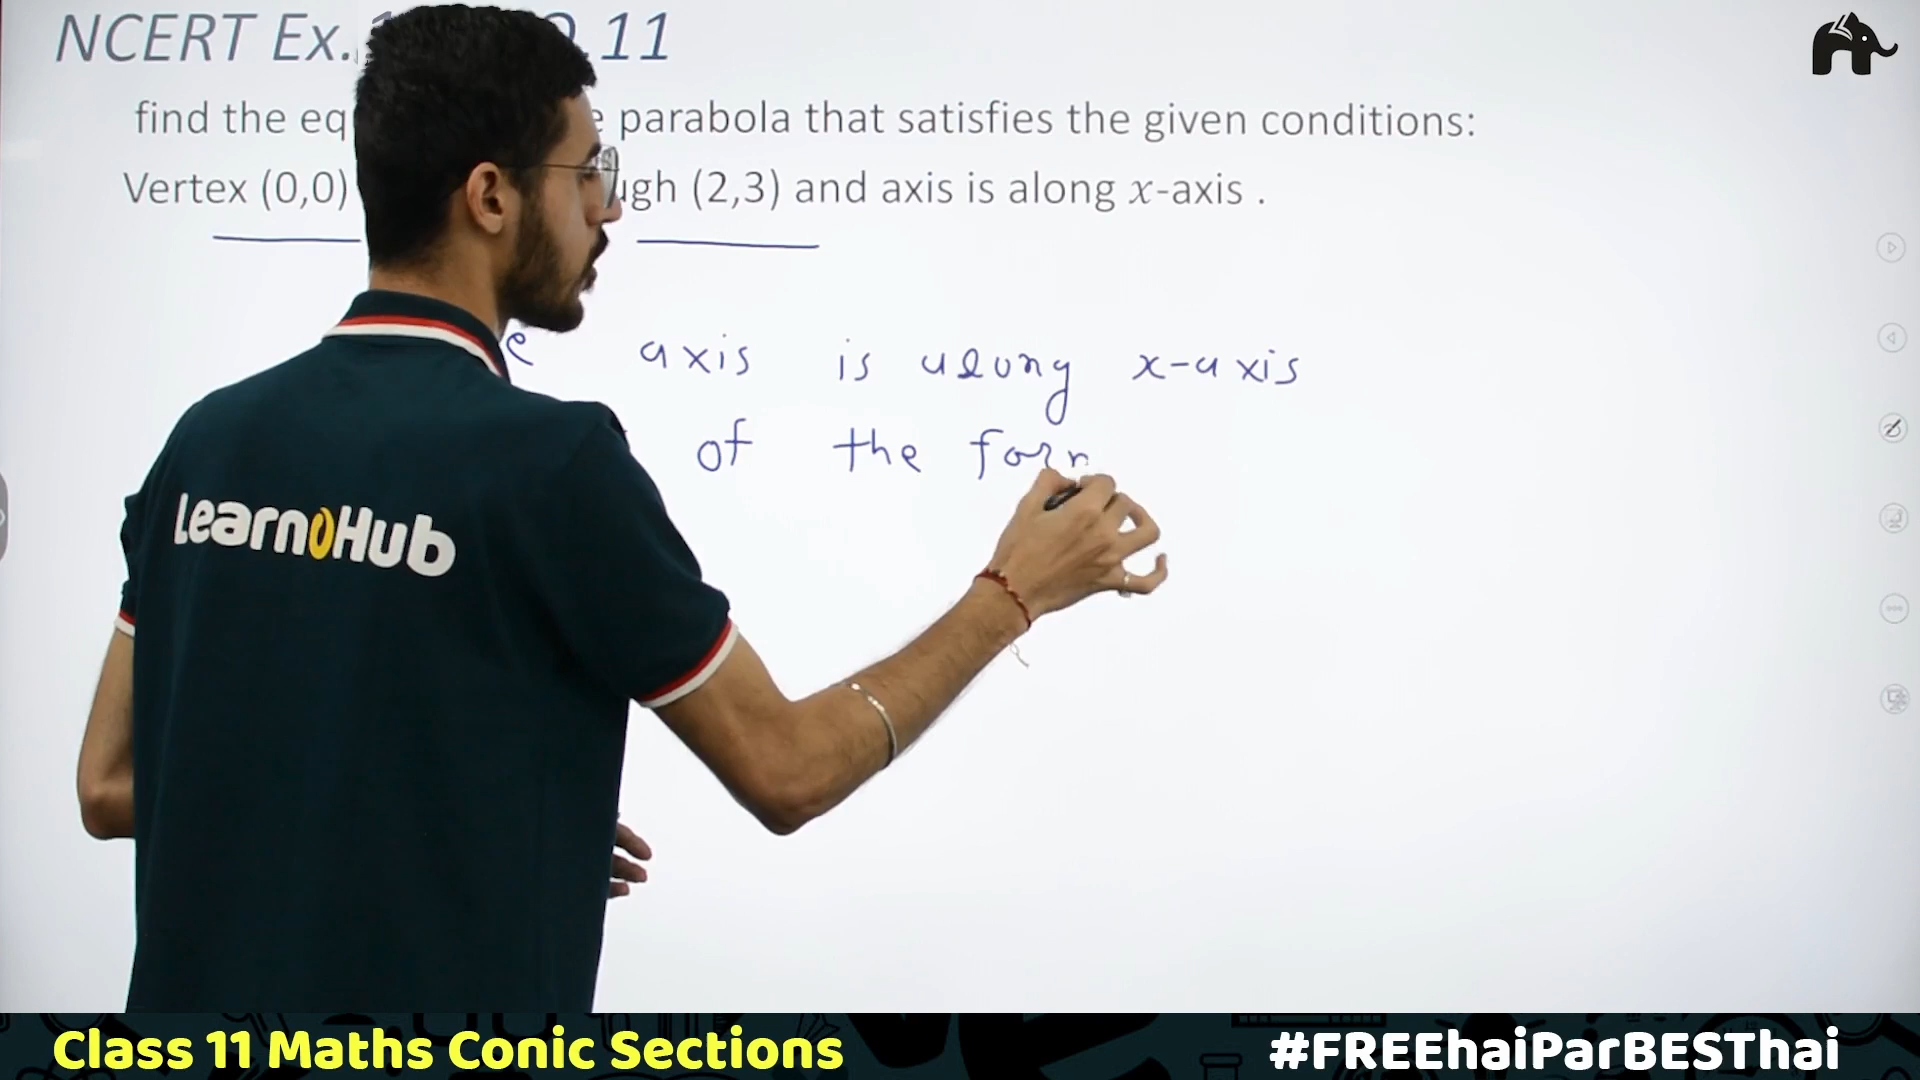 NCERT Ex. .11
find the eq parabola that satisfies the given conditions:
Vertex (0,0) ugh (2,3) and axis is along x-axis .
e axis is along x-axis
of the for
LearnoHub
Class 11 Maths Conic Sections
#FREEhaiParBESThai